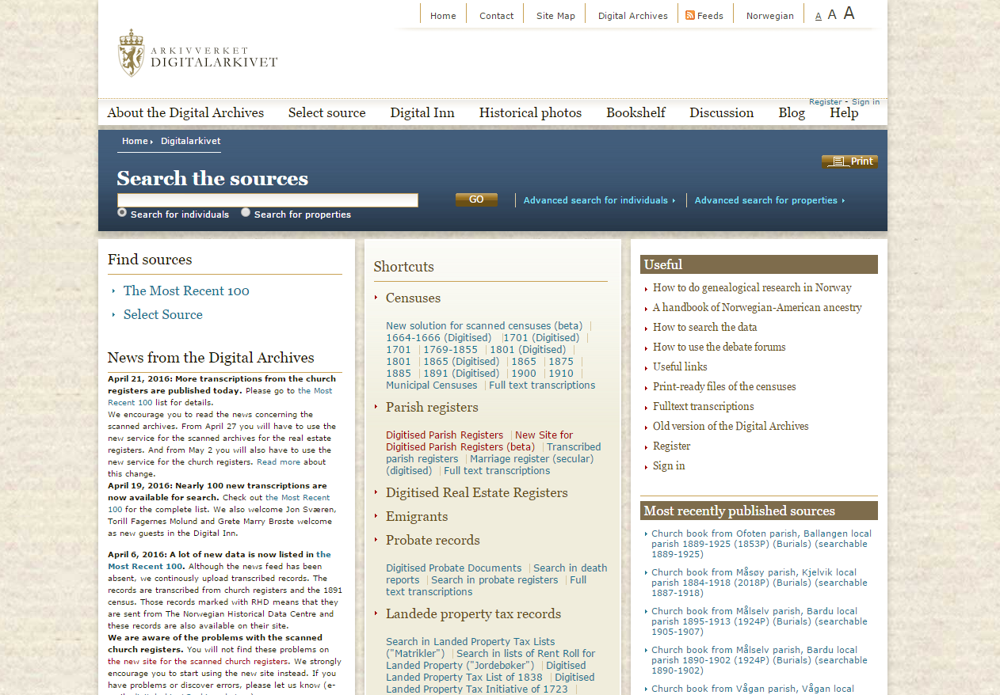 Home
Contact
Site Map
Digital Archives
Feeds
Norwegian
A A A
ARKIVVERKET
DIGITALARKIVET
Register - Sign in
About the Digital Archives
Select source
Digital Inn
Historical photos
Bookshelf
Discussion
Blog
Help
Home
Digitalarkivet
Print
Search the sources
GO
Advanced search for individuals
Advanced search for properties
Search for individuals
Search for properties
Find sources
The Most Recent 100
Select Source
News from the Digital Archives
April 21, 2016: More transcriptions from the church
registers are published today. Please go to the Most
Recent 100 list for details.
We encourage you to read the news concerning the
scanned archives. From April 27 you will have to use the
new service for the scanned archives for the real estate
registers. And from May 2 you will also have to use the
new service for the church registers. Read more about
this change.
April 19, 2016: Nearly 100 new transcriptions are
now available for search. Check out the Most Recent
100 for the complete list. We also welcome Jon Sværen,
Torill Fagernes Molund and Grete Marry Brøste welcome
as new guests in the Digital Inn.
April 6, 2016: A lot of new data is now listed in the
Most Recent 100. Although the news feed has been
absent, we continously upload transcribed records. The
records are transcribed from church registers and the 1891
census. Those records marked with RHD means that they
are sent from The Norwegian Historical Data Centre and
these records are also available on their site.
We are aware of the problems with the scanned
church registers. You will not find these problems on
the new site for the scanned church registers. We strongly
encourage you to start using the new site instead. If you
have problems or discover errors, please let us know (e-
Shortcuts
Censuses
New solution for scanned censuses (beta) |
1664-1666 (Digitised) | 1701 (Digitised) |
1701 | 1769-1855 | 1801 (Digitised) |
1801 | 1865 (Digitised) | 1865 | 1875 |
1885 | 1891 (Digitised) | 1900 | 1910 |
Municipal Censuses | Full text transcriptions
Parish registers
Digitised Parish Registers | New Site for
Digitised Parish Registers (beta) | Transcribed
parish registers | Marriage register (secular)
(digitised) | Full text transcriptions
Digitised Real Estate Registers
Emigrants
Probate records
Digitised Probate Documents | Search in death
reports | Search in probate registers | Full
text transcriptions
Landede property tax records
Search in Landed Property Tax Lists
("Matrikler") | Search in lists of Rent Roll for
Landed Property ("Jordebøker") | Digitised
Landed Property Tax List of 1838 | Digitised
Landed Property Tax Initiative of 1723 |
Useful
How to do genealogical research in Norway
A handbook of Norwegian-American ancestry
How to search the data
How to use the debate forums
Useful links
Print-ready files of the censuses
Fulltext transcriptions
Old version of the Digital Archives
Register
Sign in
Most recently published sources
Church book from Ofoten parish, Ballangen local
parish 1889-1925 (1853P) (Burials) (searchable
1889-1925)
Church book from Måsøy parish, Kjelvik local
parish 1884-1918 (2018P) (Burials) (searchable
1887-1918)
Church book from Målselv parish, Bardu local
parish 1895-1913 (1924P) (Burials) (searchable
1905-1907)
Church book from Målselv parish, Bardu local
parish 1890-1902 (1924P) (Burials) (searchable
1890-1902)
Church book from Vågan parish, Vågan local